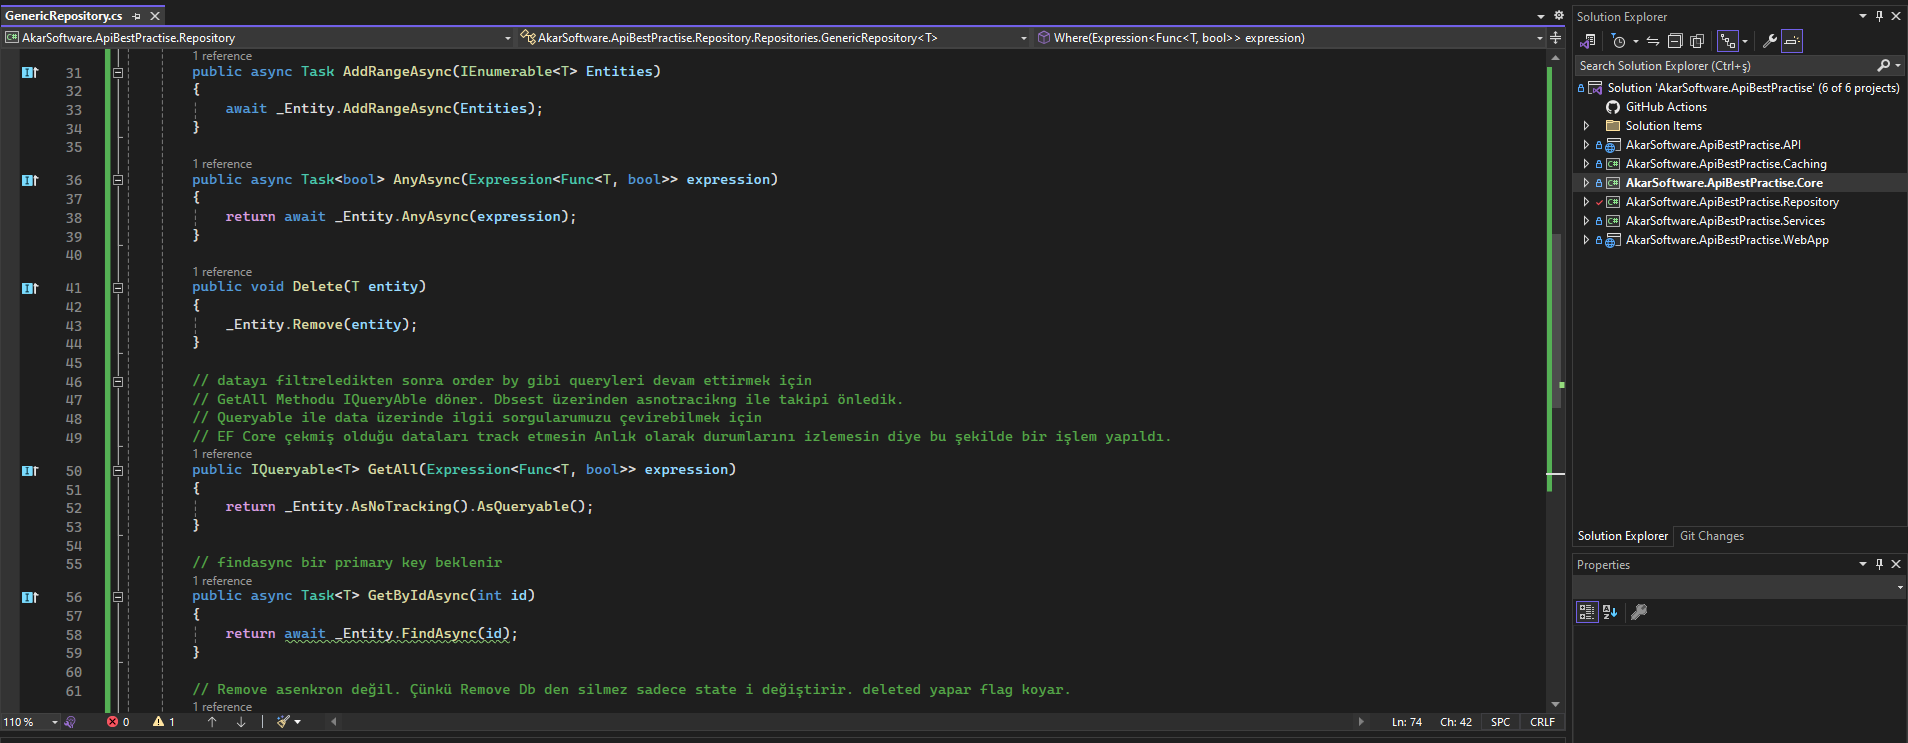 GenericRepository.cs
AkarSoftware.ApiBestPractise.Repository
AkarSoftware.ApiBestPractise.Repository.Repositories.GenericRepository<T>
Where(Expression<Func<T, bool>> expression)
1 reference
31 public async Task AddRangeAsync(IEnumerable<T> Entities)
32 {
33 await _Entity.AddRangeAsync(Entities);
34 }
35
1 reference
36 public async Task<bool> AnyAsync(Expression<Func<T, bool>> expression)
37 {
38 return await _Entity.AnyAsync(expression);
39 }
40
1 reference
41 public void Delete(T entity)
42 {
43 _Entity.Remove(entity);
44 }
45
46 // datayı filtreledikten sonra order by gibi queryleri devam ettirmek için
47 // GetAll Methodu IQueryAble döner. Dbsest üzerinden asnotracikng ile takipi önledik.
48 // Queryable ile data üzerinde ilgii sorgularumuzu çevirebilmek için
49 // EF Core çekmiş olduğu dataları track etmesin Anlık olarak durumlarını izlemesin diye bu şekilde bir işlem yapıldı.
1 reference
50 public IQueryable<T> GetAll(Expression<Func<T, bool>> expression)
51 {
52 return _Entity.AsNoTracking().AsQueryable();
53 }
54
55 // findasync bir primary key beklenir
1 reference
56 public async Task<T> GetByIdAsync(int id)
57 {
58 return await _Entity.FindAsync(id);
59 }
60
61 // Remove asenkron değil. Çünkü Remove Db den silmez sadece state i değiştirir. deleted yapar flag koyar.
1 reference
110 % 0 1 Ln: 74 Ch: 42 SPC CRLF
Solution Explorer
Search Solution Explorer (Ctrl+ş)
Solution 'AkarSoftware.ApiBestPractise' (6 of 6 projects)
GitHub Actions
Solution Items
AkarSoftware.ApiBestPractise.API
AkarSoftware.ApiBestPractise.Caching
AkarSoftware.ApiBestPractise.Core
AkarSoftware.ApiBestPractise.Repository
AkarSoftware.ApiBestPractise.Services
AkarSoftware.ApiBestPractise.WebApp
Solution Explorer Git Changes
Properties